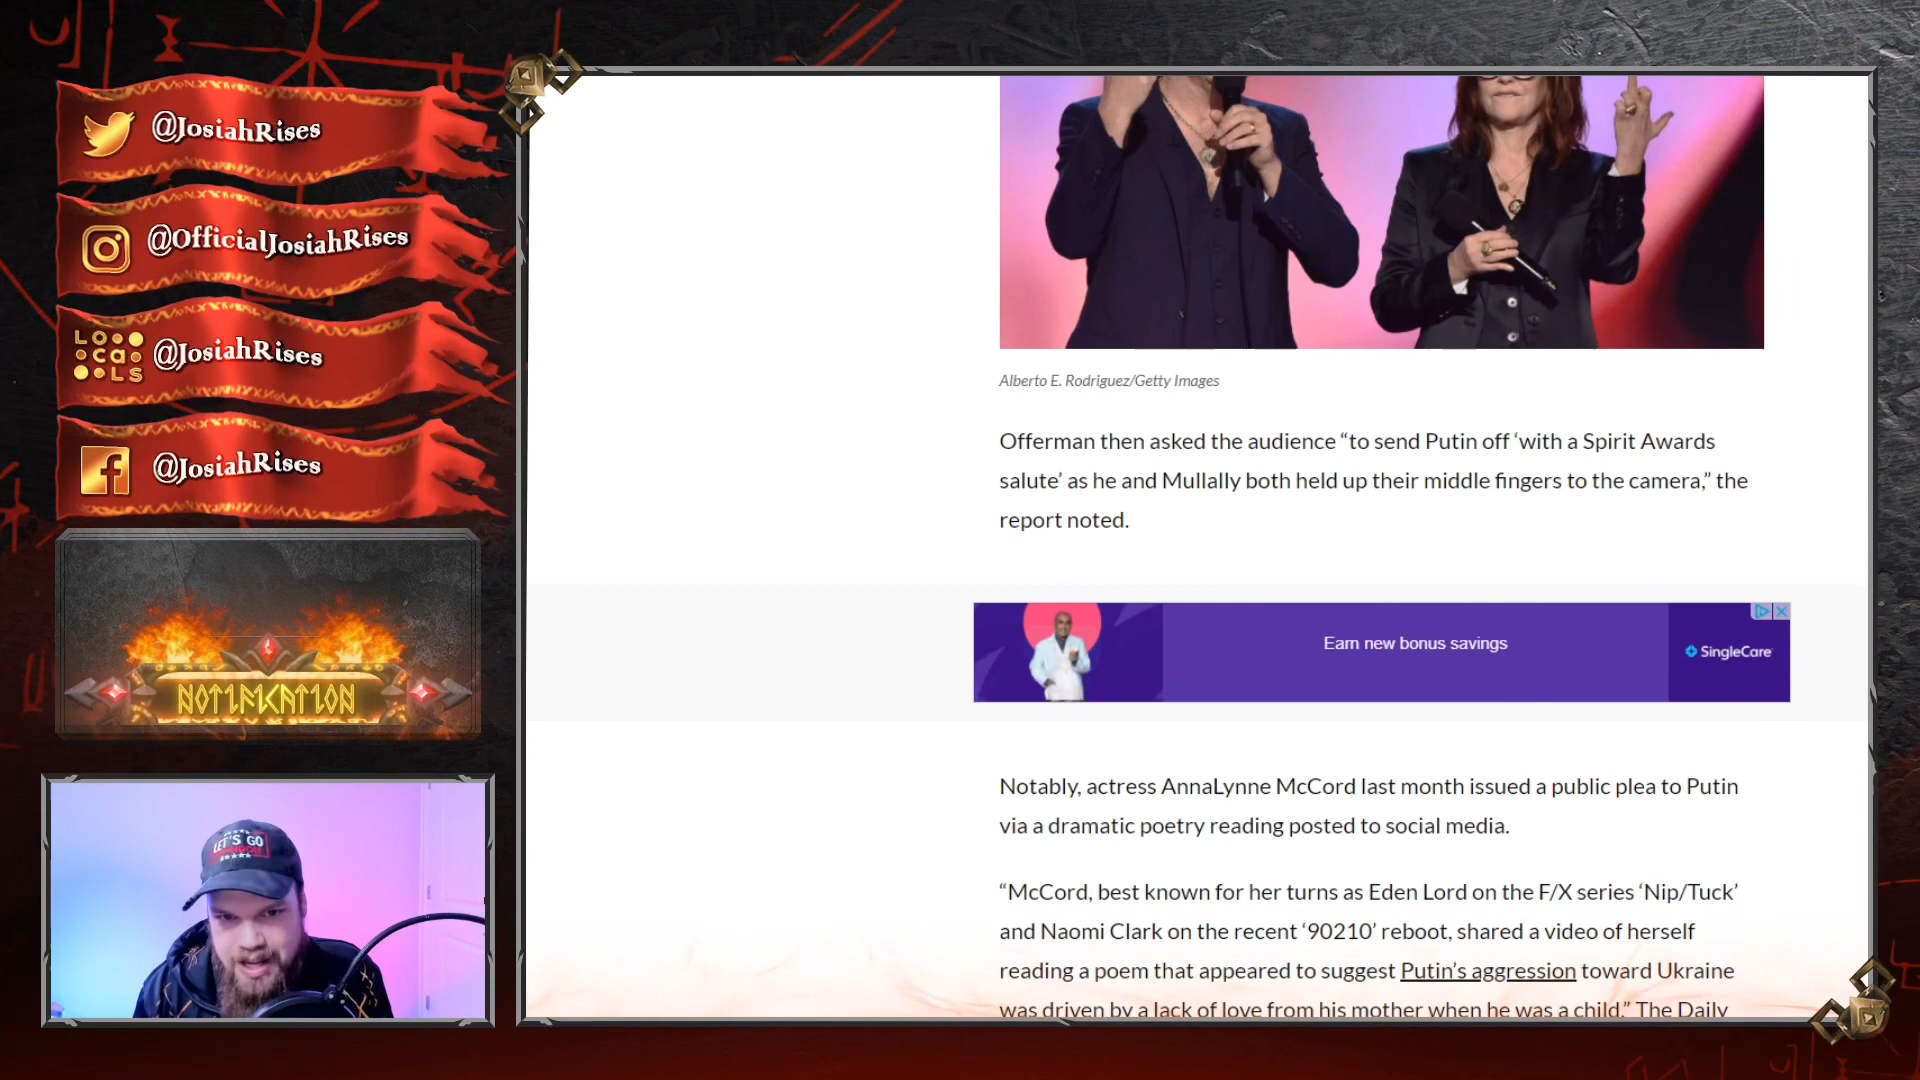 @JosiahRises
@OfficialJosiahRises
LOCALS
@JosiahRises
@JosiahRises
NOTIFICATION
LET'S GO
BRANDON
Alberto E. Rodriguez/Getty Images
Offerman then asked the audience “to send Putin off ‘with a Spirit Awards
salute’ as he and Mullally both held up their middle fingers to the camera,” the
report noted.
Earn new bonus savings
SingleCare
Notably, actress AnnaLynne McCord last month issued a public plea to Putin
via a dramatic poetry reading posted to social media.
“McCord, best known for her turns as Eden Lord on the F/X series ‘Nip/Tuck’
and Naomi Clark on the recent ‘90210’ reboot, shared a video of herself
reading a poem that appeared to suggest Putin’s aggression toward Ukraine
was driven by a lack of love from his mother when he was a child,” The Daily